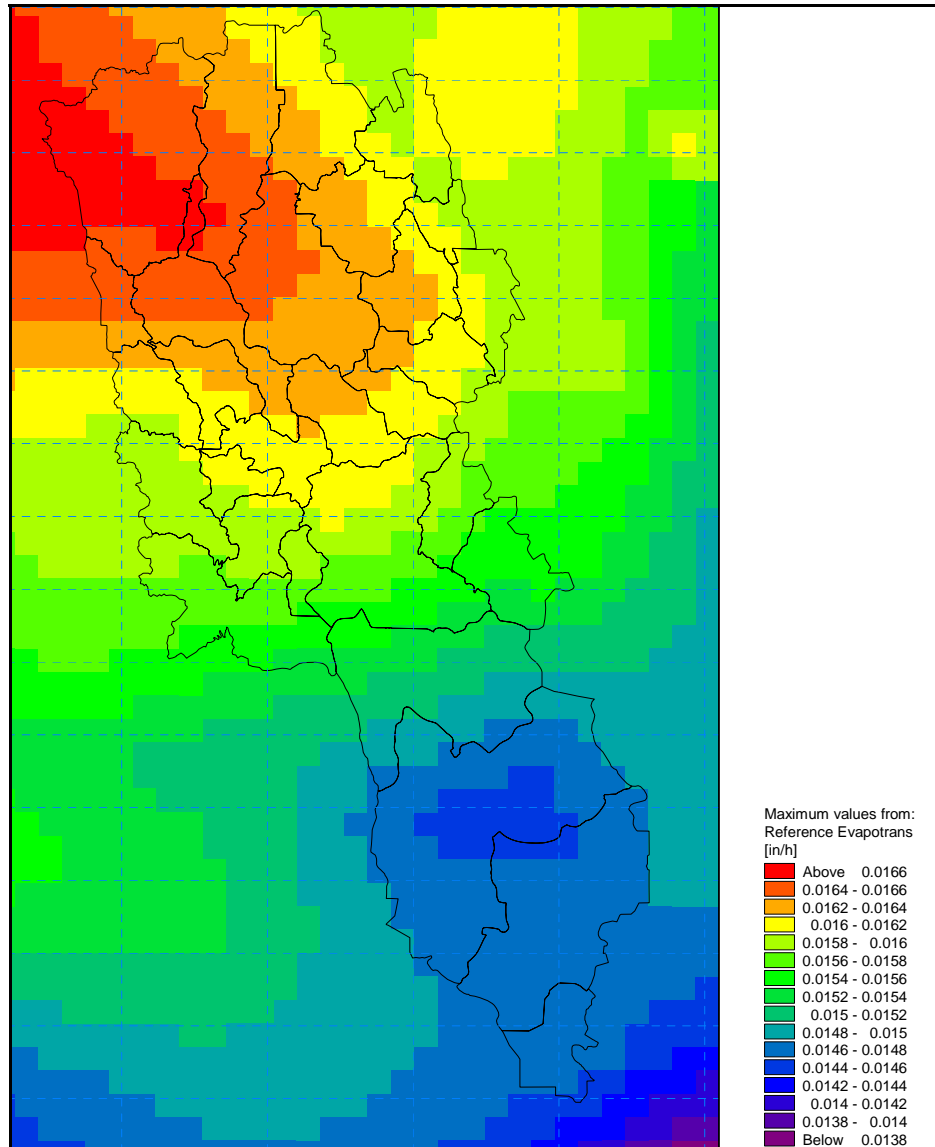 Maximum values from:
Reference Evapotrans
[in/h]
Above 0.0166
0.0164 - 0.0166
0.0162 - 0.0164
0.016 - 0.0162
0.0158 - 0.016
0.0156 - 0.0158
0.0154 - 0.0156
0.0152 - 0.0154
0.015 - 0.0152
0.0148 - 0.015
0.0146 - 0.0148
0.0144 - 0.0146
0.0142 - 0.0144
0.014 - 0.0142
0.0138 - 0.014
Below 0.0138